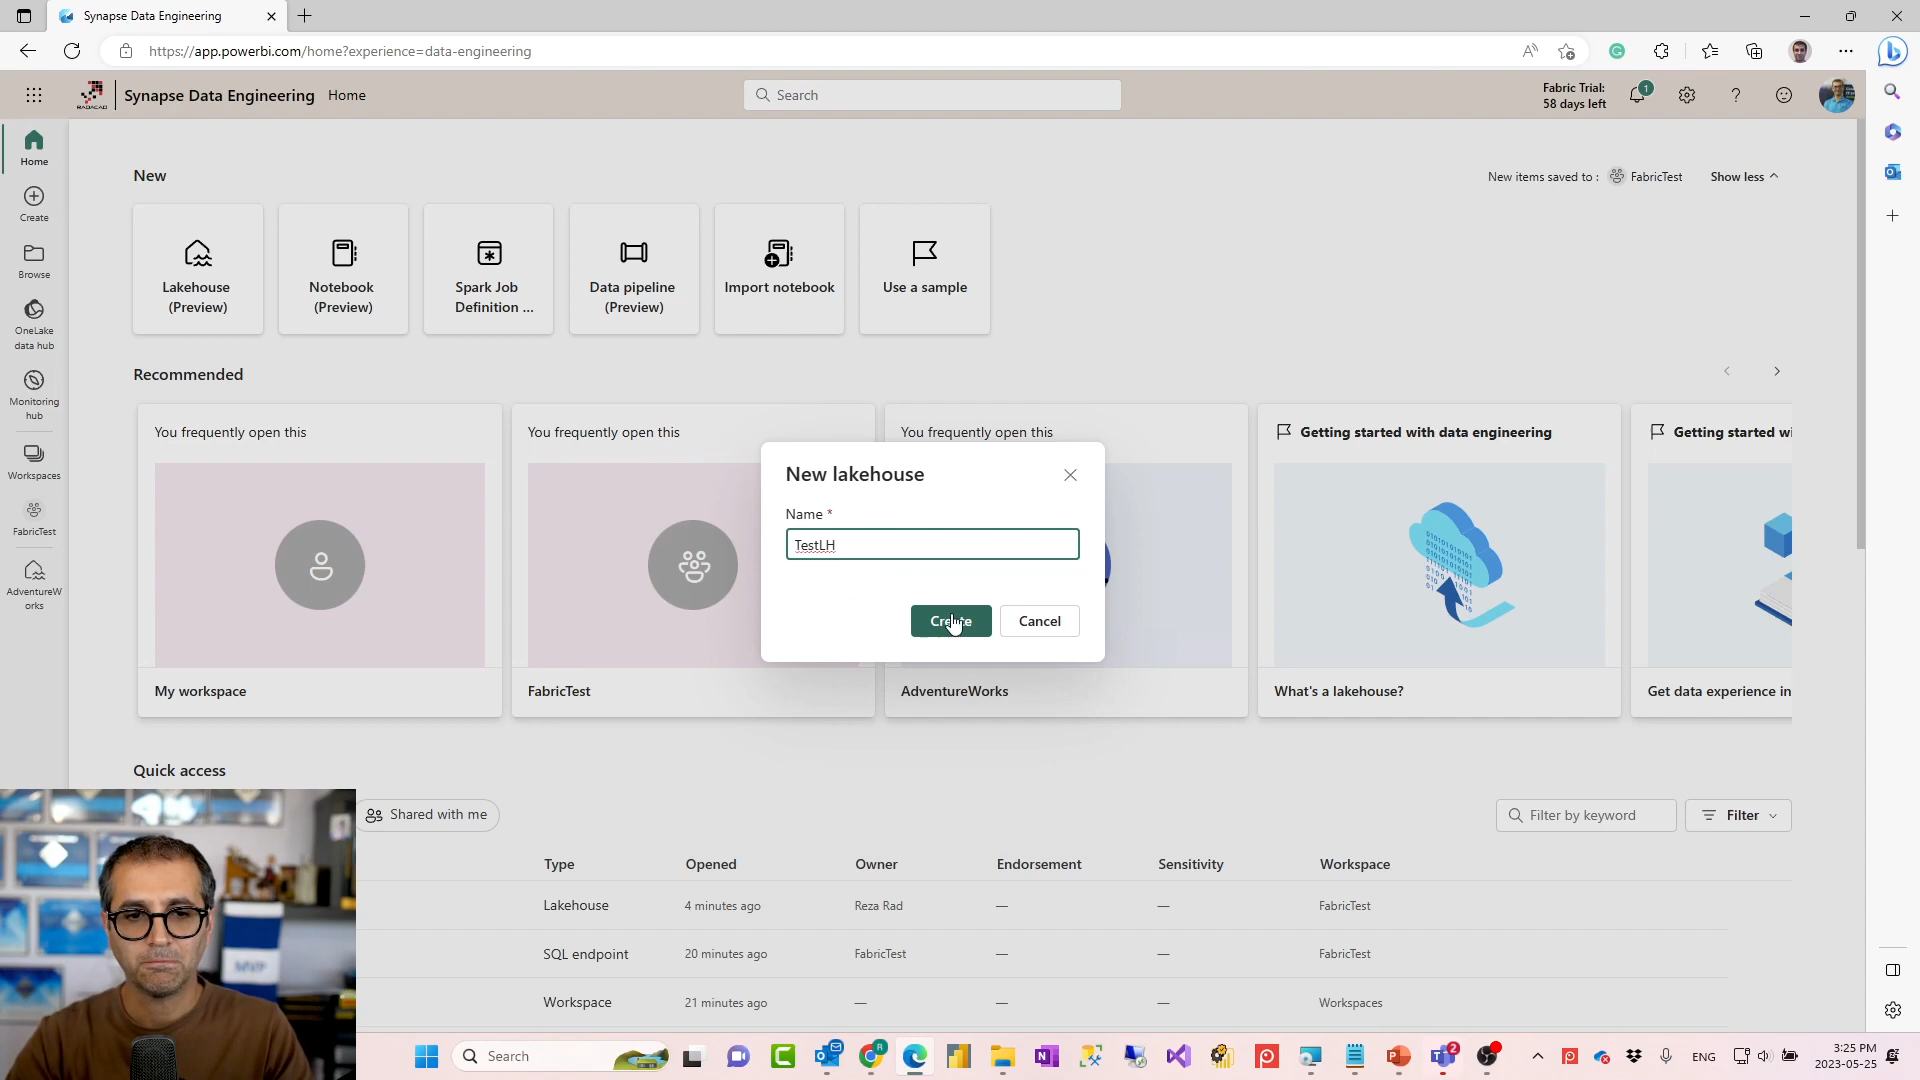 Synapse Data Engineering
https://app.powerbi.com/home?experience=data-engineering
RADACAD
Synapse Data Engineering Home
Search
Fabric Trial:
58 days left
1
Home
Create
Browse
OneLake
data hub
Monitoring
hub
Workspaces
FabricTest
AdventureW
orks
New
New items saved to : FabricTest Show less
Lakehouse
(Preview)
Notebook
(Preview)
Spark Job
Definition ...
Data pipeline
(Preview)
Import notebook
Use a sample
Recommended
You frequently open this
My workspace
You frequently open this
FabricTest
You frequently open this
AdventureWorks
Getting started with data engineering
What's a lakehouse?
Getting started wi
Get data experience in
New lakehouse
Name *
TestLH
Create
Cancel
Quick access
Shared with me
Filter by keyword
Filter
Type Opened Owner Endorsement Sensitivity Workspace
Lakehouse 4 minutes ago Reza Rad — — FabricTest
SQL endpoint 20 minutes ago FabricTest — — FabricTest
Workspace 21 minutes ago — — — Workspaces
MVP
Search
ENG
3:25 PM
2023-05-25